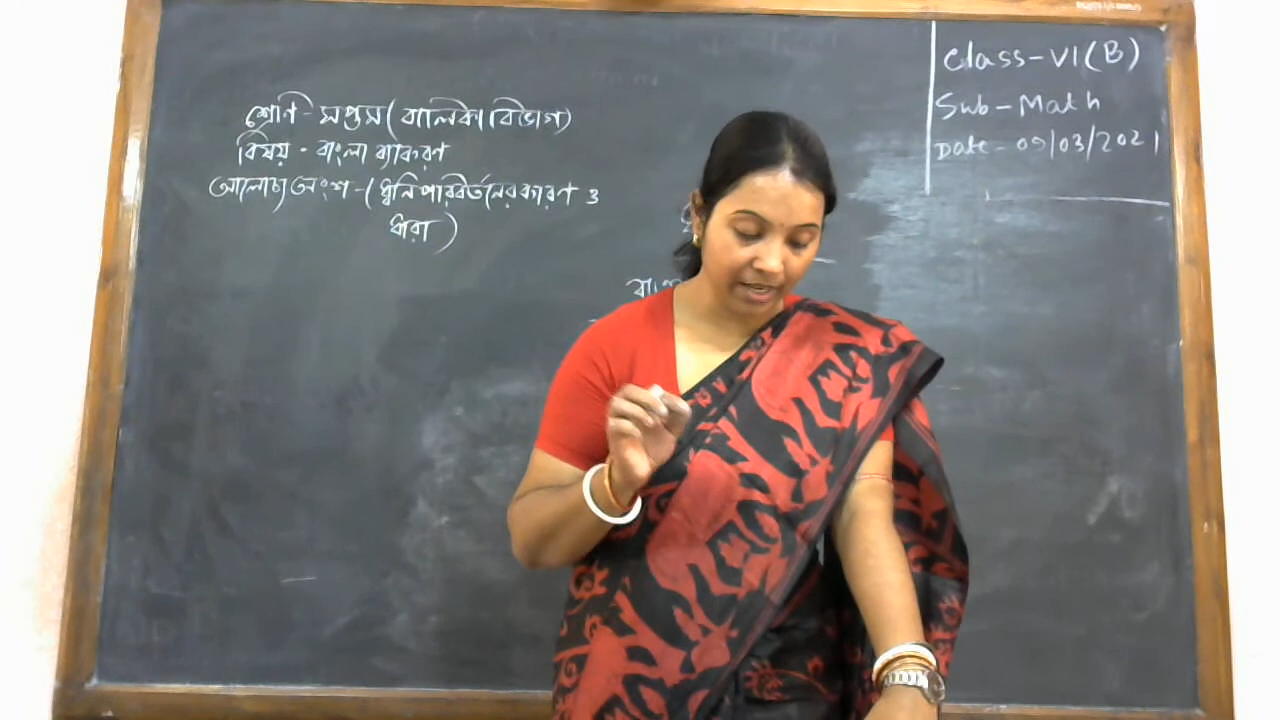 শ্রেণি - সপ্তম (বালিকা বিভাগ)
বিষয় - বাংলা ব্যাকরণ
আলোচ্য অংশ - (ধ্বনি পরিবর্তনের কারণ ও
ধারা)
Class - VI (B)
Sub - Math
Date - 09/03/2021